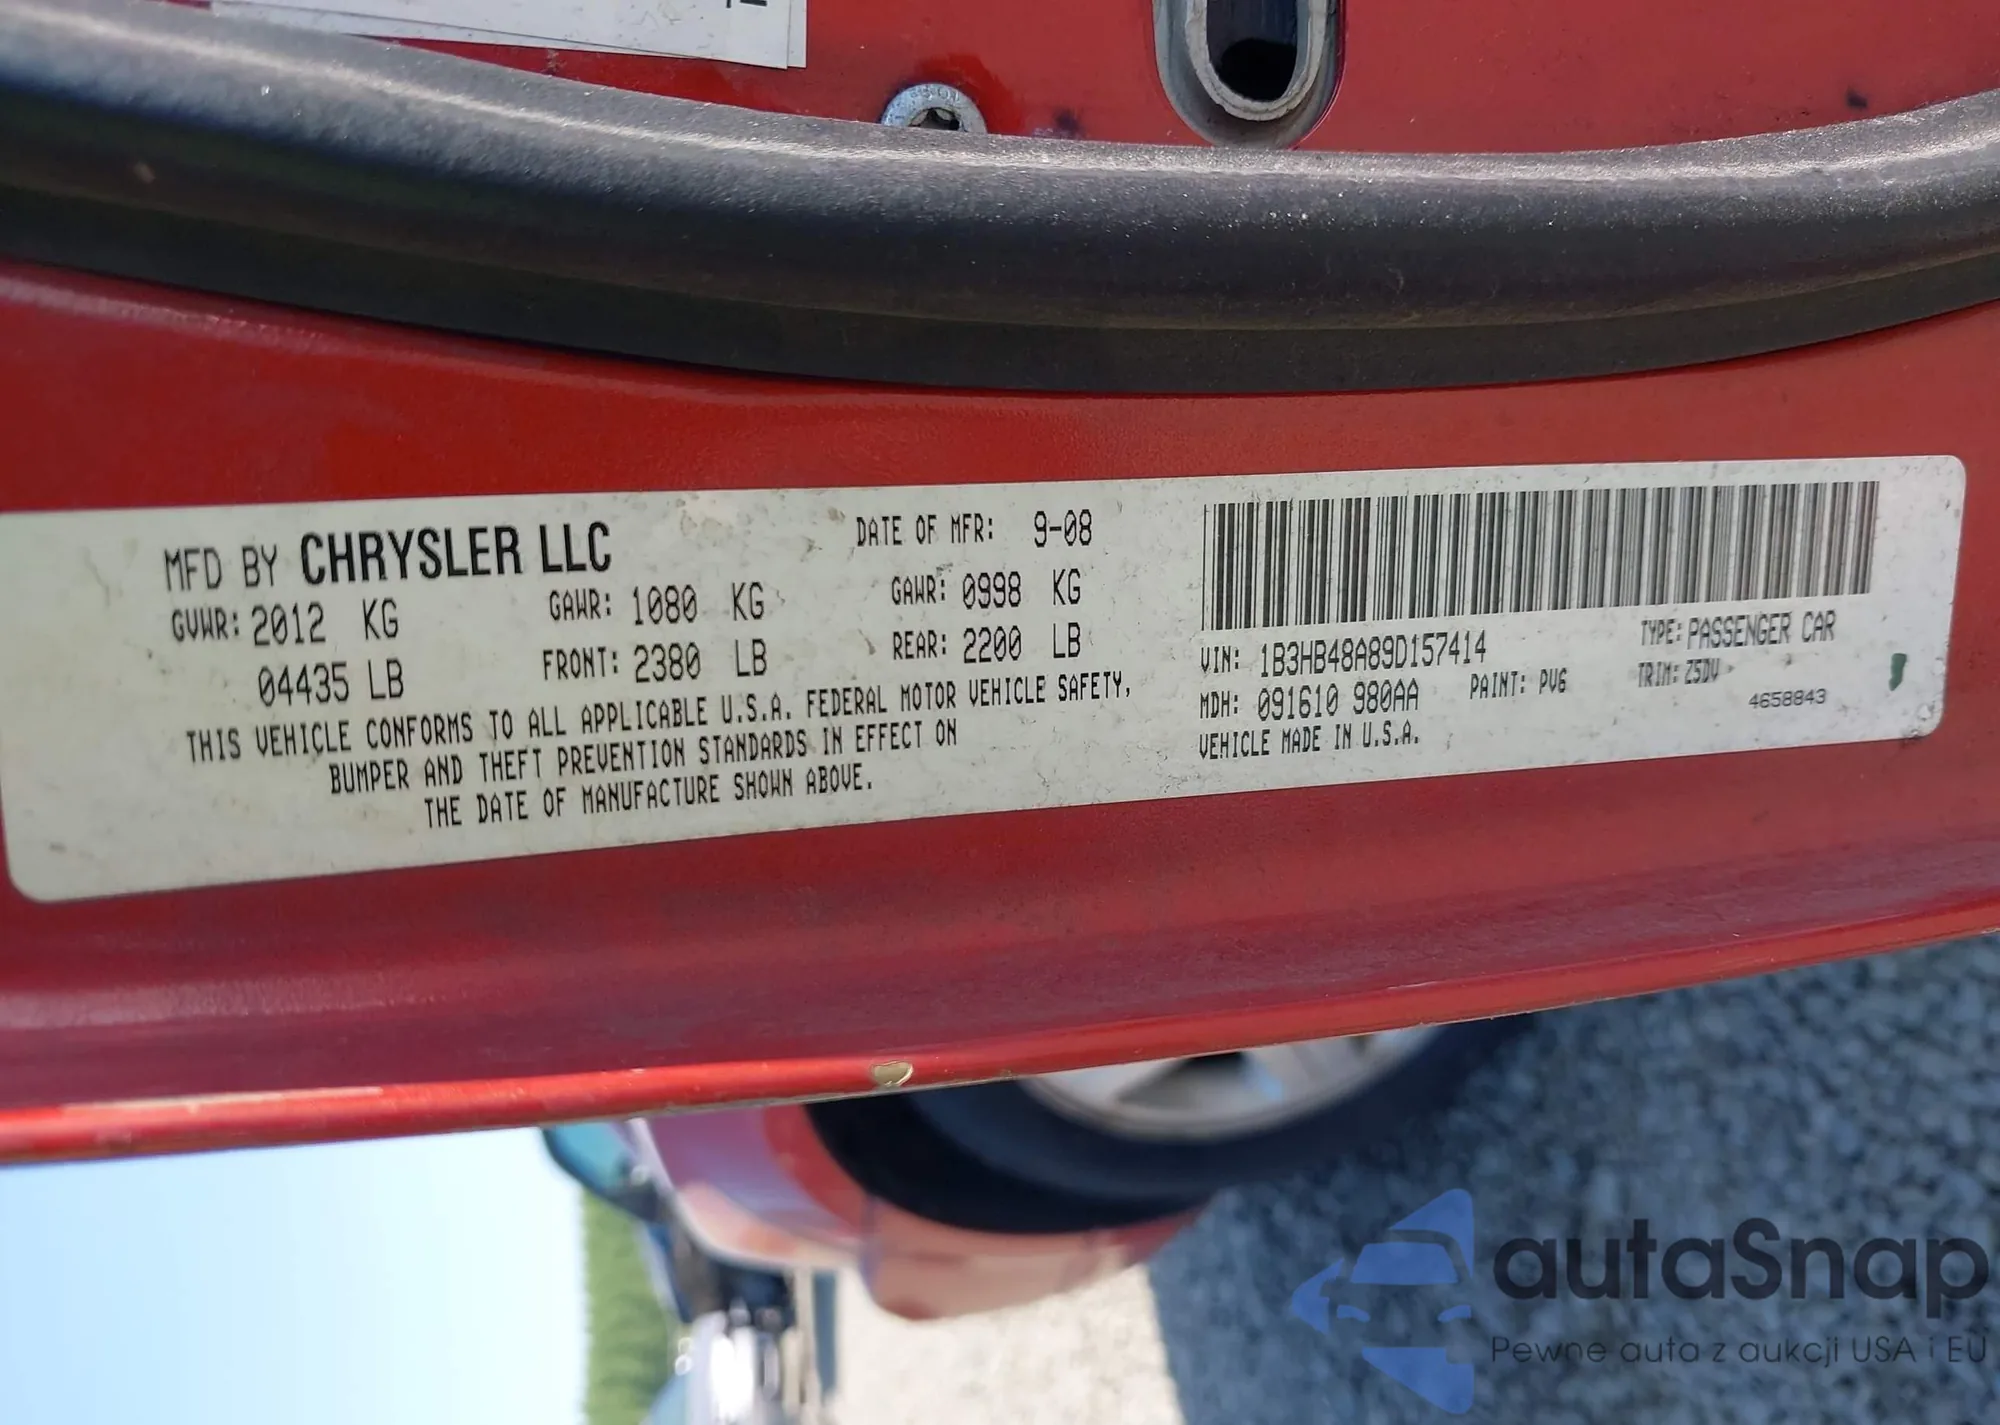 MFD BY CHRYSLER LLC
DATE OF MFR: 9-08
GVWR: 2012 KG
04435 LB
GAWR: 1080 KG
FRONT: 2380 LB
GAWR: 0998 KG
REAR: 2200 LB
THIS VEHICLE CONFORMS TO ALL APPLICABLE U.S.A. FEDERAL MOTOR VEHICLE SAFETY,
BUMPER AND THEFT PREVENTION STANDARDS IN EFFECT ON
THE DATE OF MANUFACTURE SHOWN ABOVE.
VIN: 1B3HB48A89D157414
TYPE: PASSENGER CAR
MDH: 091610 980AA
PAINT: PV6
TRIM: Z5DV
4658843
VEHICLE MADE IN U.S.A.
autaSnap
Pewne auta z aukcji USA i EU